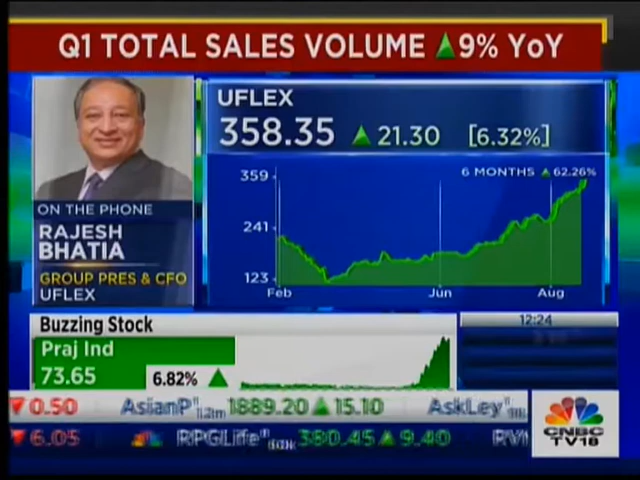 Q1 TOTAL SALES VOLUME ▲9% YoY
UFLEX
358.35 ▲ 21.30 [6.32%]
6 MONTHS ▲ 62.26%
359
241
123
Feb Jun Aug
ON THE PHONE
RAJESH
BHATIA
GROUP PRES & CFO
UFLEX
Buzzing Stock
Praj Ind
73.65 6.82% ▲
12:24
▼0.50 AsianP 1.2m 1889.20▲15.10 AskLey
▼6.05 RPGLife 380.45▲9.40
CNBC
TV18